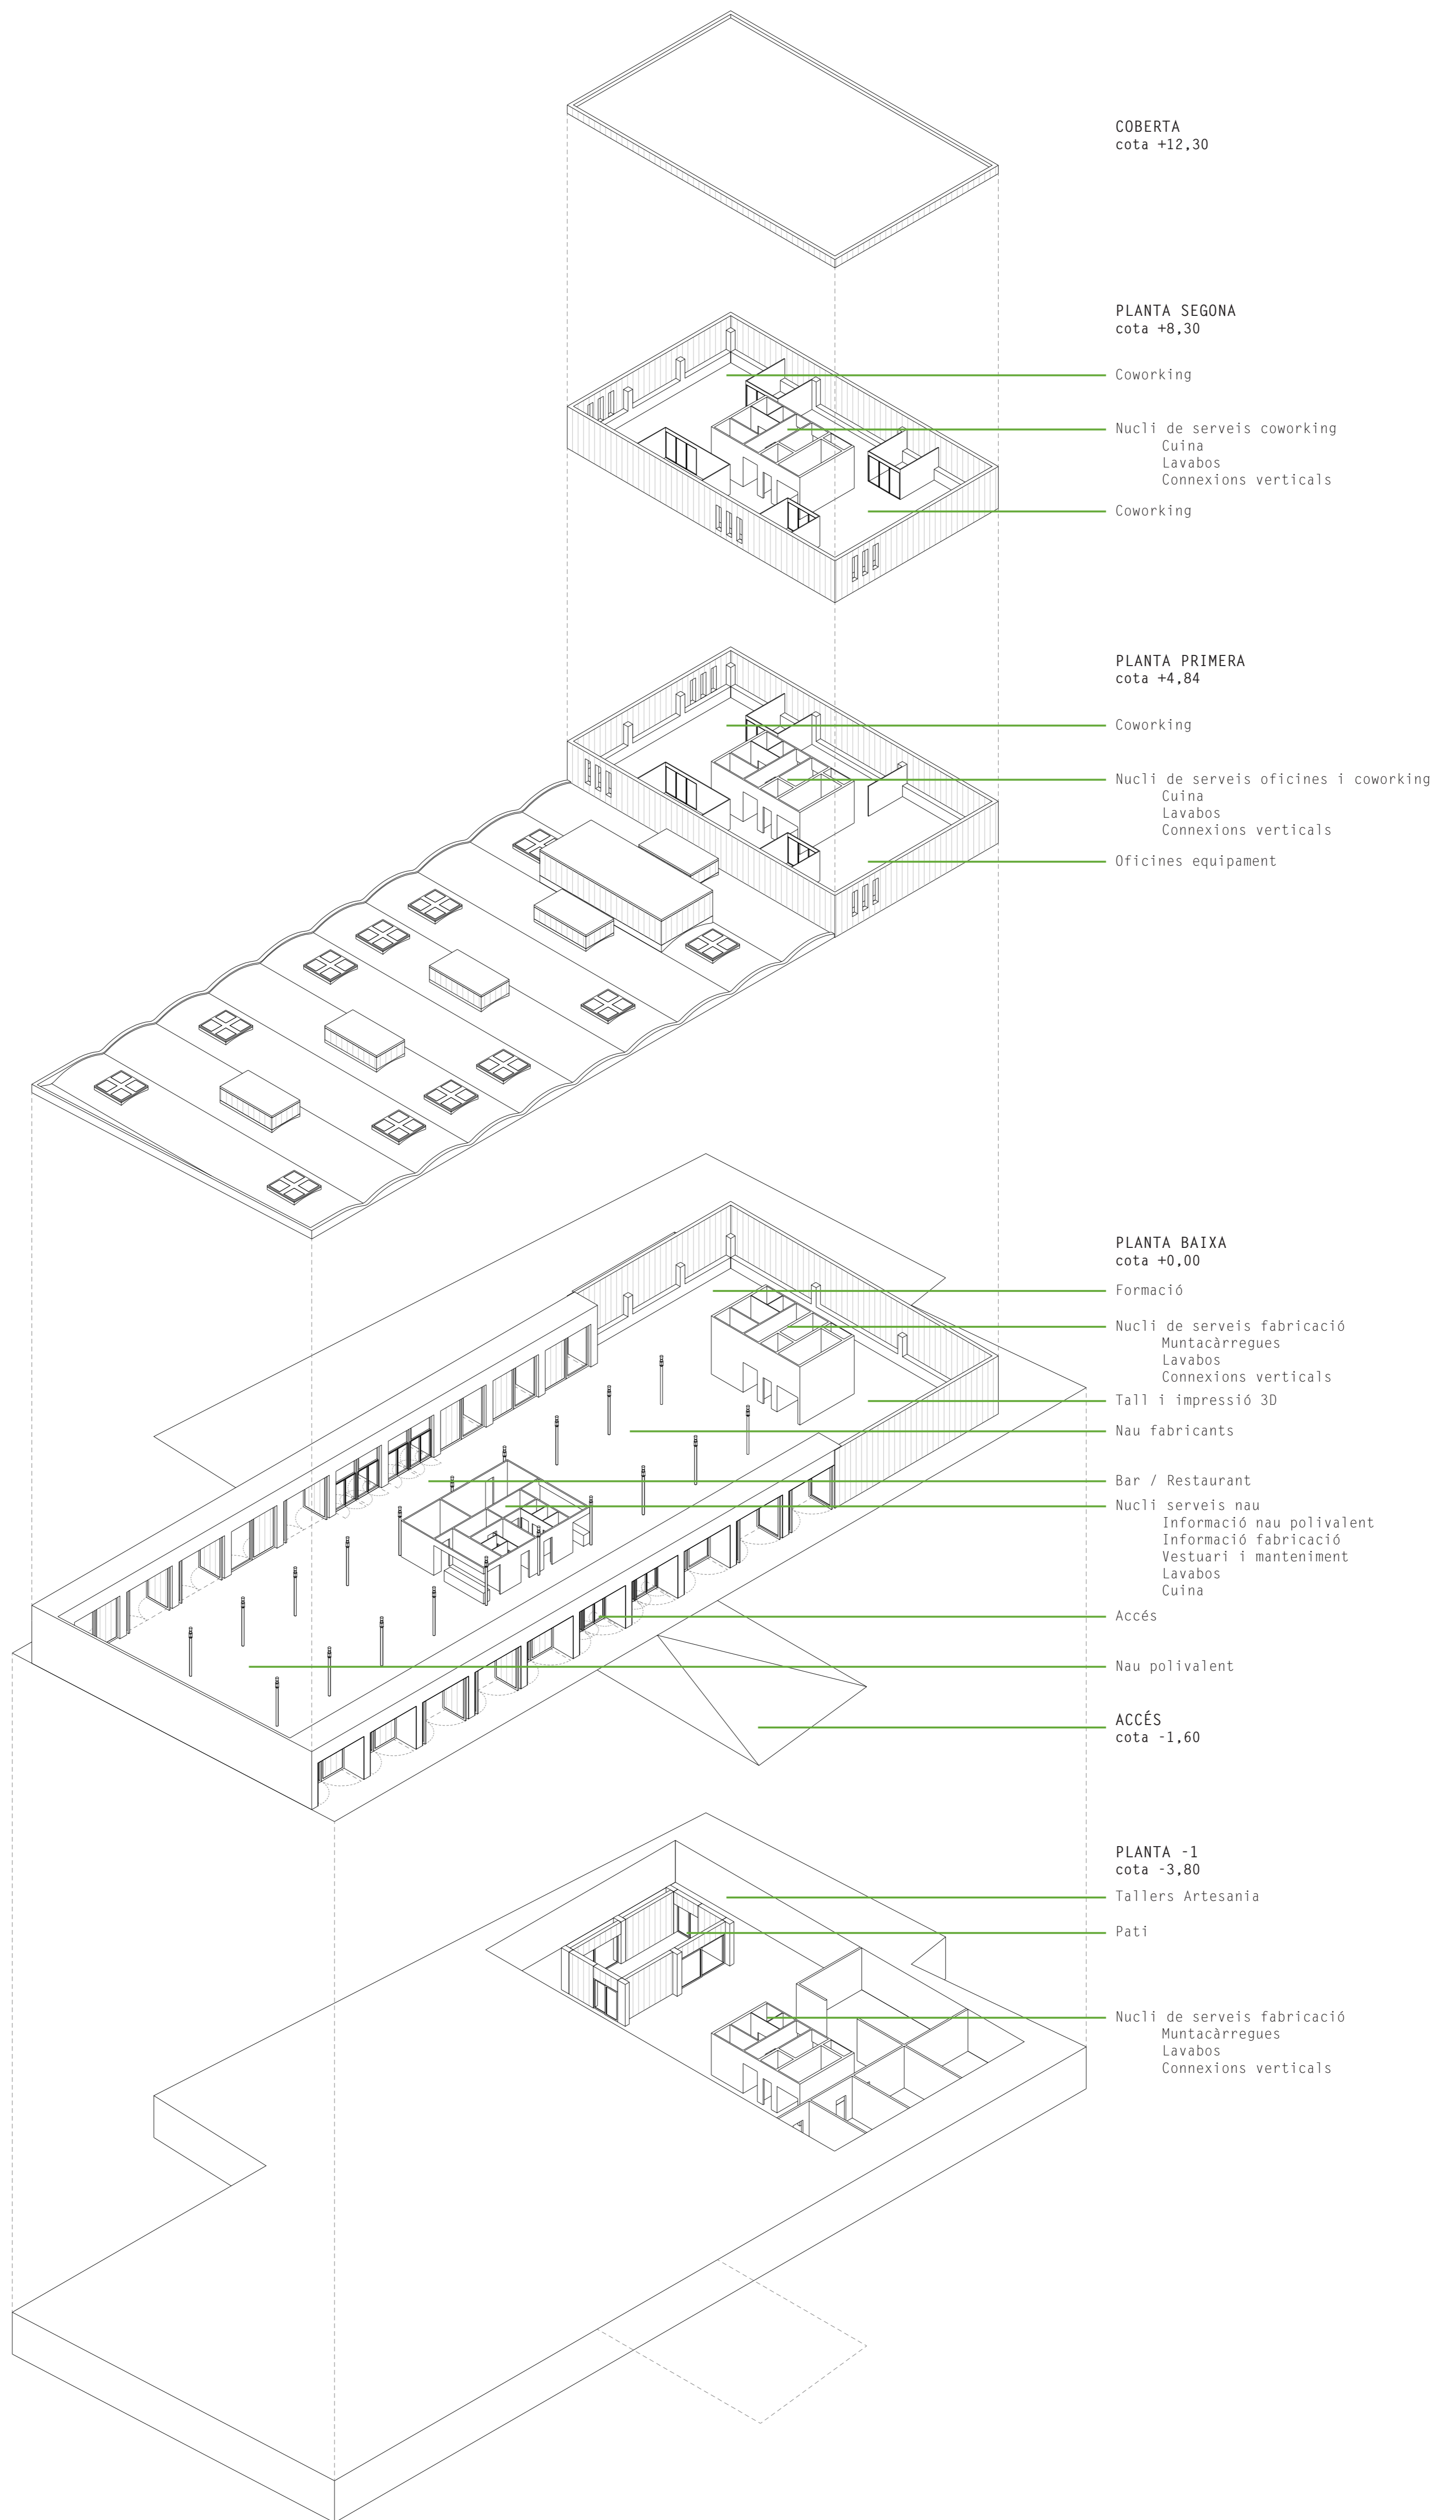 COBERTA
cota +12,30
PLANTA SEGONA
cota +8,30
Coworking
Nucli de serveis coworking
Cuina
Lavabos
Connexions verticals
Coworking
PLANTA PRIMERA
cota +4,84
Coworking
Nucli de serveis oficines i coworking
Cuina
Lavabos
Connexions verticals
Oficines equipament
PLANTA BAIXA
cota +0,00
Formació
Nucli de serveis fabricació
Muntacàrregues
Lavabos
Connexions verticals
Tall i impressió 3D
Nau fabricants
Bar / Restaurant
Nucli serveis nau
Informació nau polivalent
Informació fabricació
Vestuari i manteniment
Lavabos
Cuina
Accés
Nau polivalent
ACCÉS
cota -1,60
PLANTA -1
cota -3,80
Tallers Artesania
Pati
Nucli de serveis fabricació
Muntacàrregues
Lavabos
Connexions verticals